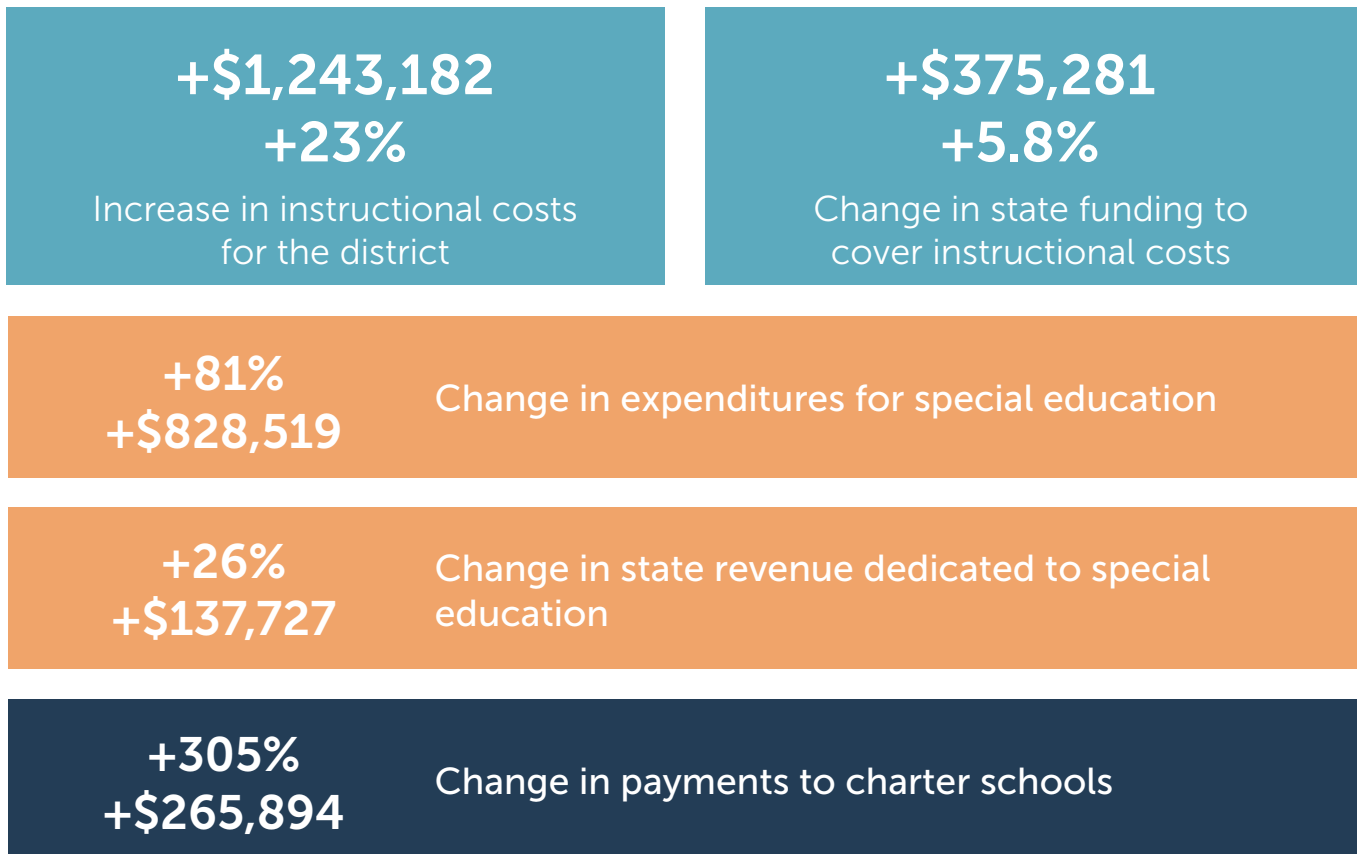 +$1,243,182
+23%
Increase in instructional costs
for the district
+$375,281
+5.8%
Change in state funding to
cover instructional costs
+81%
+$828,519
Change in expenditures for special education
+26%
+$137,727
Change in state revenue dedicated to special
education
+305%
+$265,894
Change in payments to charter schools